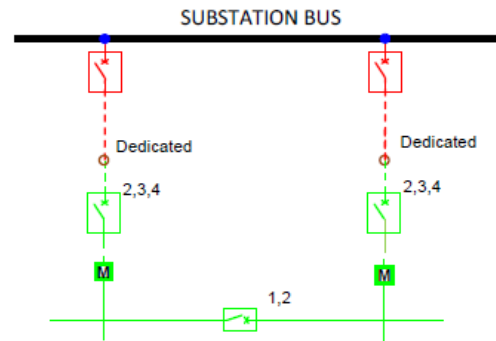 SUBSTATION BUS
Dedicated
Dedicated
2,3,4
2,3,4
M
M
1,2